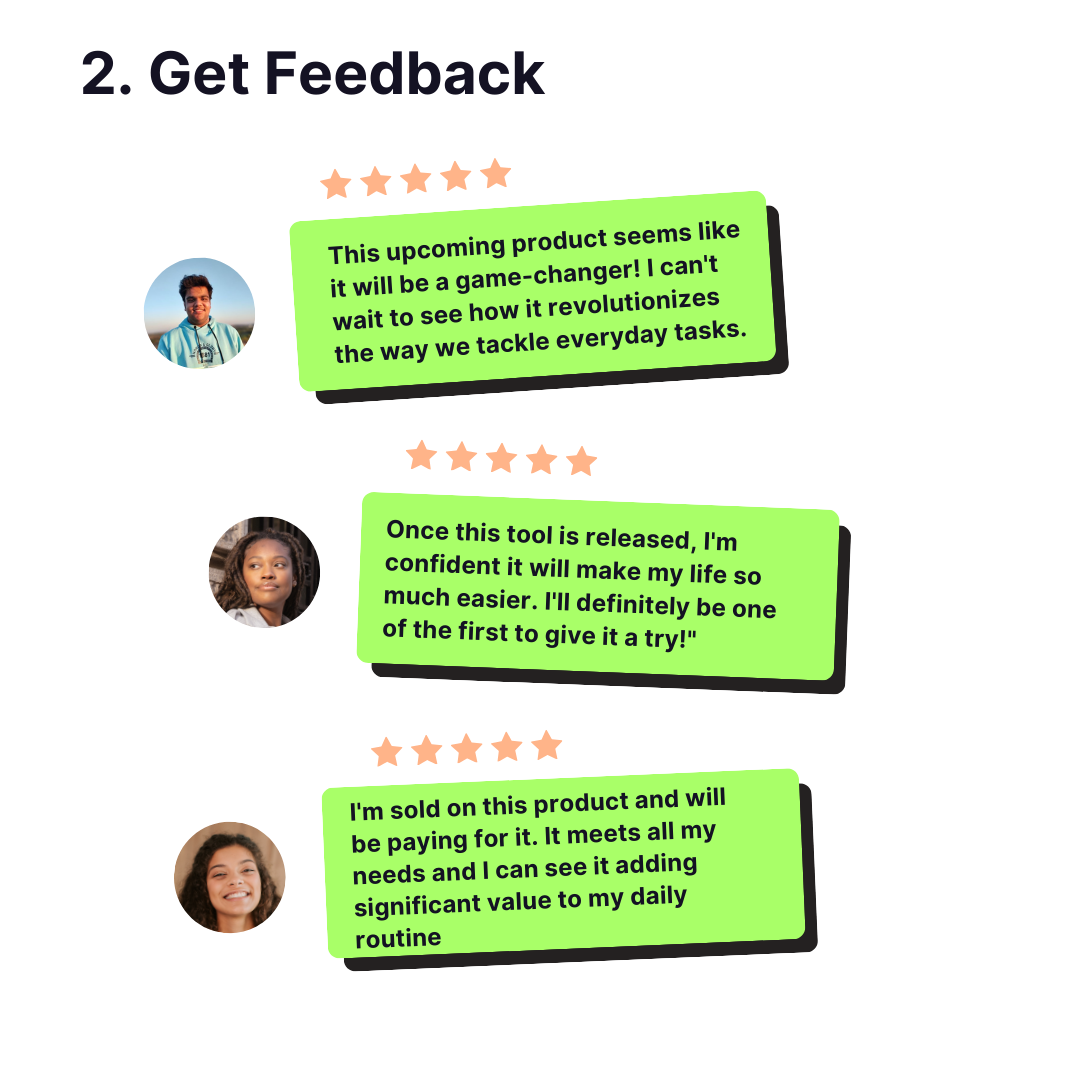 2. Get Feedback
This upcoming product seems like
it will be a game-changer! I can't
wait to see how it revolutionizes
the way we tackle everyday tasks.
Once this tool is released, I'm
confident it will make my life so
much easier. I'll definitely be one
of the first to give it a try!"
I'm sold on this product and will
be paying for it. It meets all my
needs and I can see it adding
significant value to my daily
routine